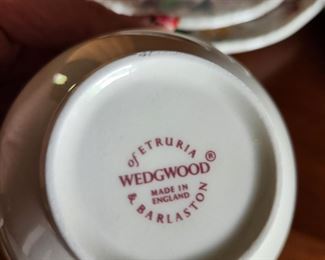 of ETRURIA
WEDGWOOD®
MADE IN
ENGLAND
& BARLASTON